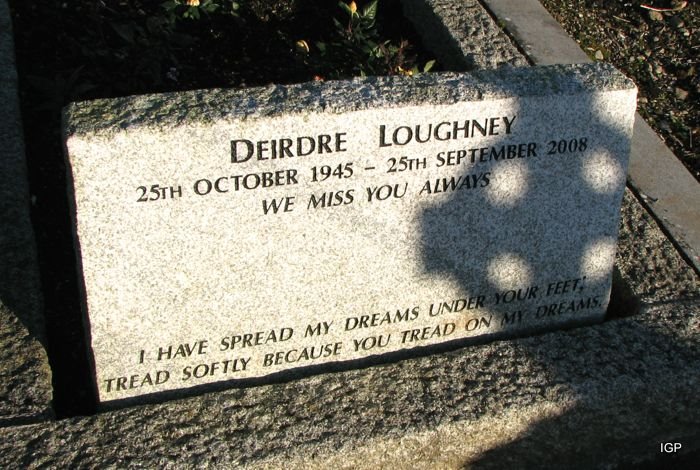 DEIRDRE LOUGHNEY
25TH OCTOBER 1945 – 25TH SEPTEMBER 2008
WE MISS YOU ALWAYS
I HAVE SPREAD MY DREAMS UNDER YOUR FEET;
TREAD SOFTLY BECAUSE YOU TREAD ON MY DREAMS.
IGP